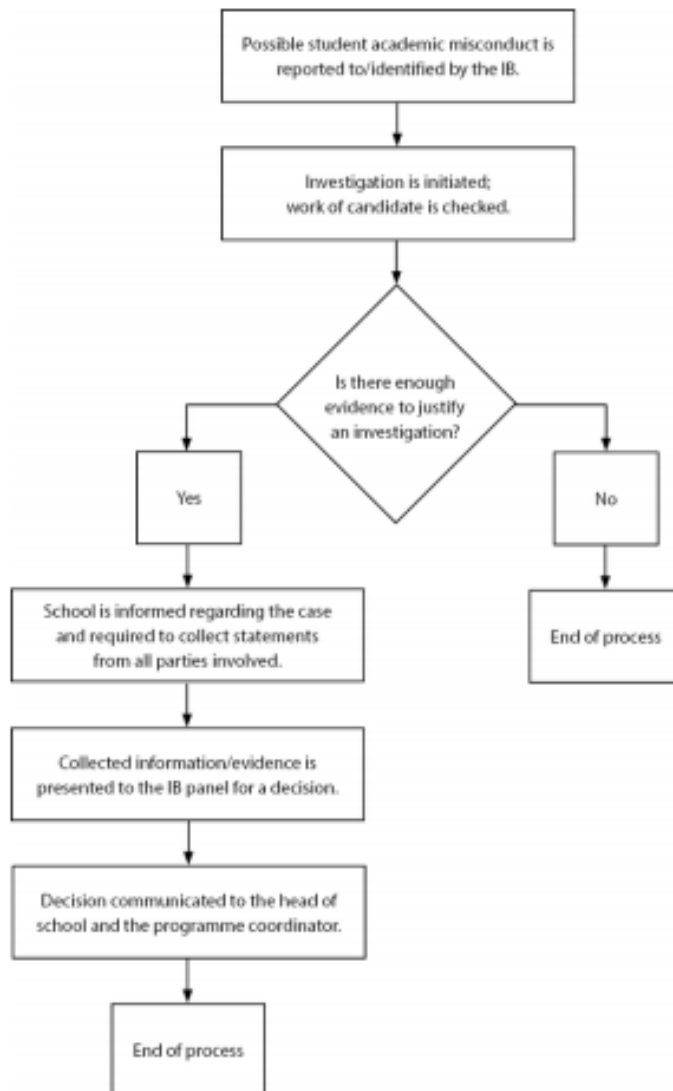 Possible student academic misconduct is
reported to/identified by the IB.
Investigation is initiated;
work of candidate is checked.
Is there enough
evidence to justify
an investigation?
Yes
No
School is informed regarding the case
and required to collect statements
from all parties involved.
End of process
Collected information/evidence is
presented to the IB panel for a decision.
Decision communicated to the head of
school and the programme coordinator.
End of process